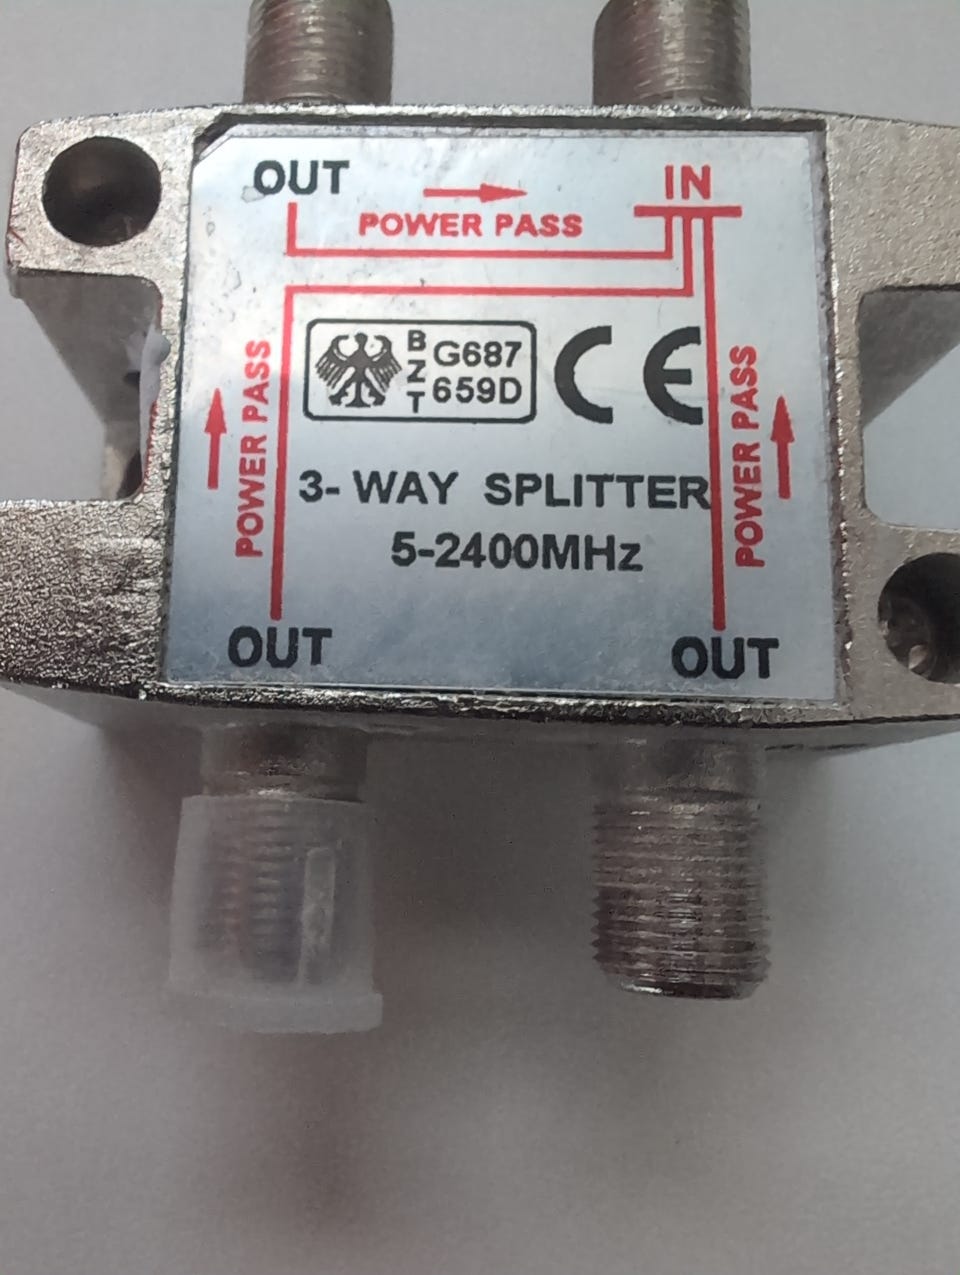 OUT
IN
POWER PASS
B
Z
T
G687
659D
CE
POWER PASS
POWER PASS
3- WAY SPLITTER
5-2400MHz
OUT
OUT